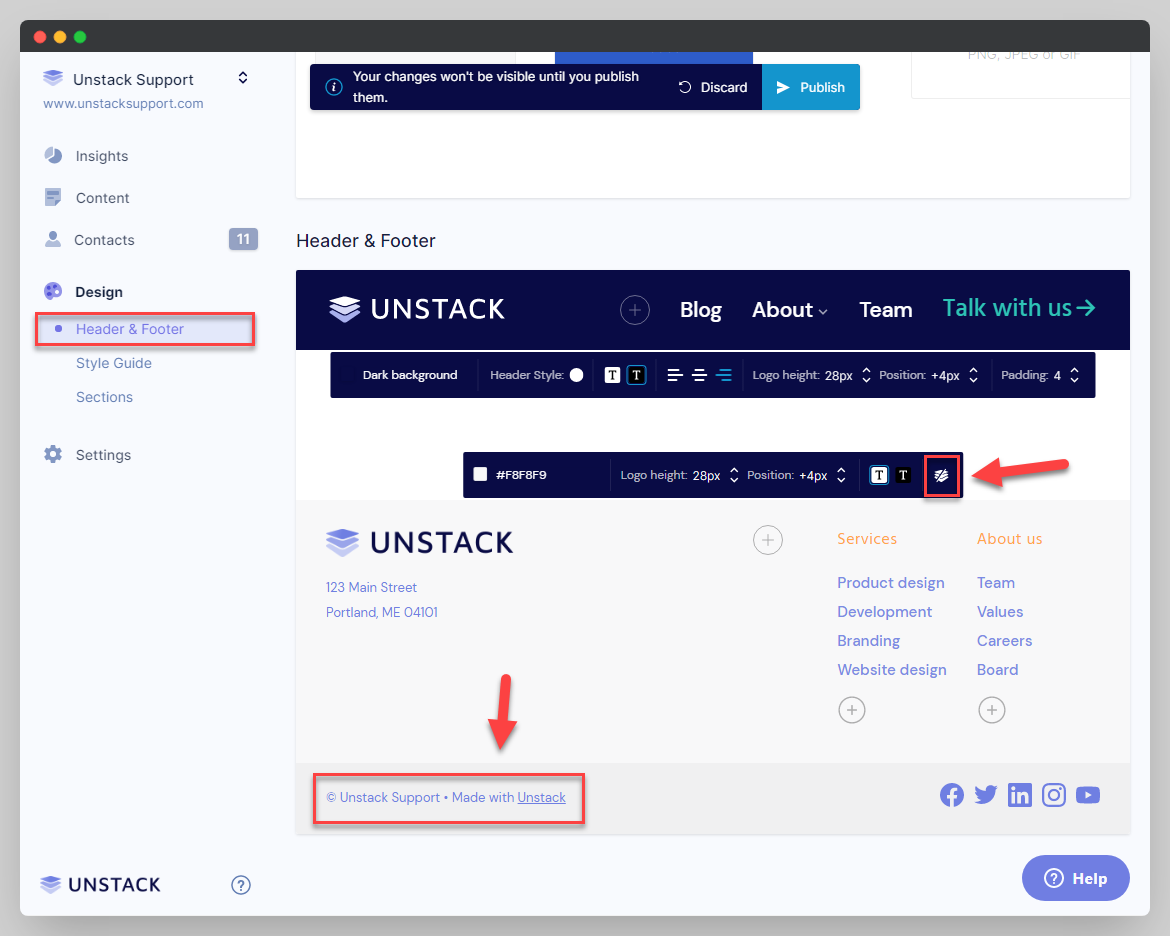 Unstack Support
www.unstacksupport.com
Insights
Content
Contacts
11
Design
Header & Footer
Style Guide
Sections
Settings
UNSTACK
?
PNG, JPEG or GIF
Your changes won't be visible until you publish
them.
Discard
Publish
Header & Footer
UNSTACK
Blog
About
Team
Talk with us
Dark background
Header Style:
T
T
Logo height: 28px
Position: +4px
Padding: 4
#F8F8F9
Logo height: 28px
Position: +4px
T
T
UNSTACK
123 Main Street
Portland, ME 04101
Services
Product design
Development
Branding
Website design
About us
Team
Values
Careers
Board
© Unstack Support • Made with Unstack
? Help